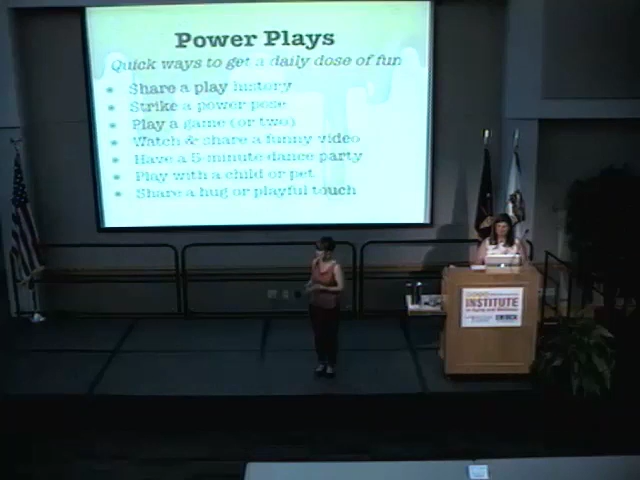 Power Plays
Quick ways to get a daily dose of fun
Share a play history
Strike a power pose
Play a game (or two)
Watch & share a funny video
Have a 5-minute dance party
Play with a child or pet
Share a hug or playful touch
INSTITUTE